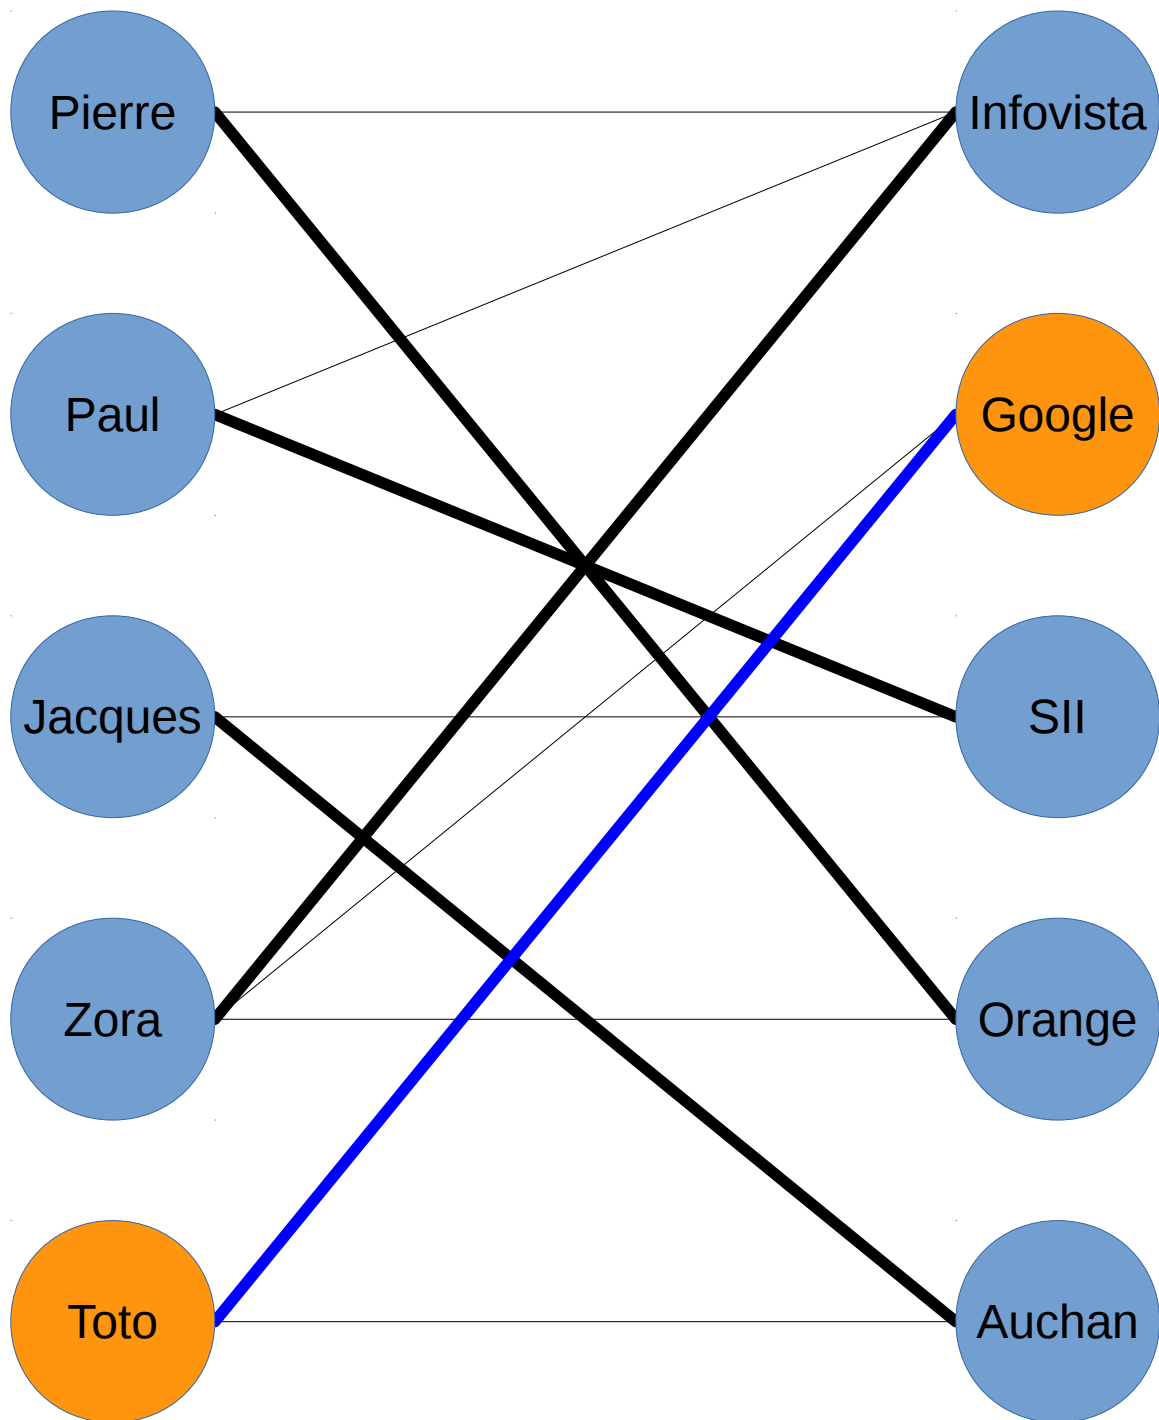 Pierre
Infovista
Paul
Google
Jacques
SII
Zora
Orange
Toto
Auchan